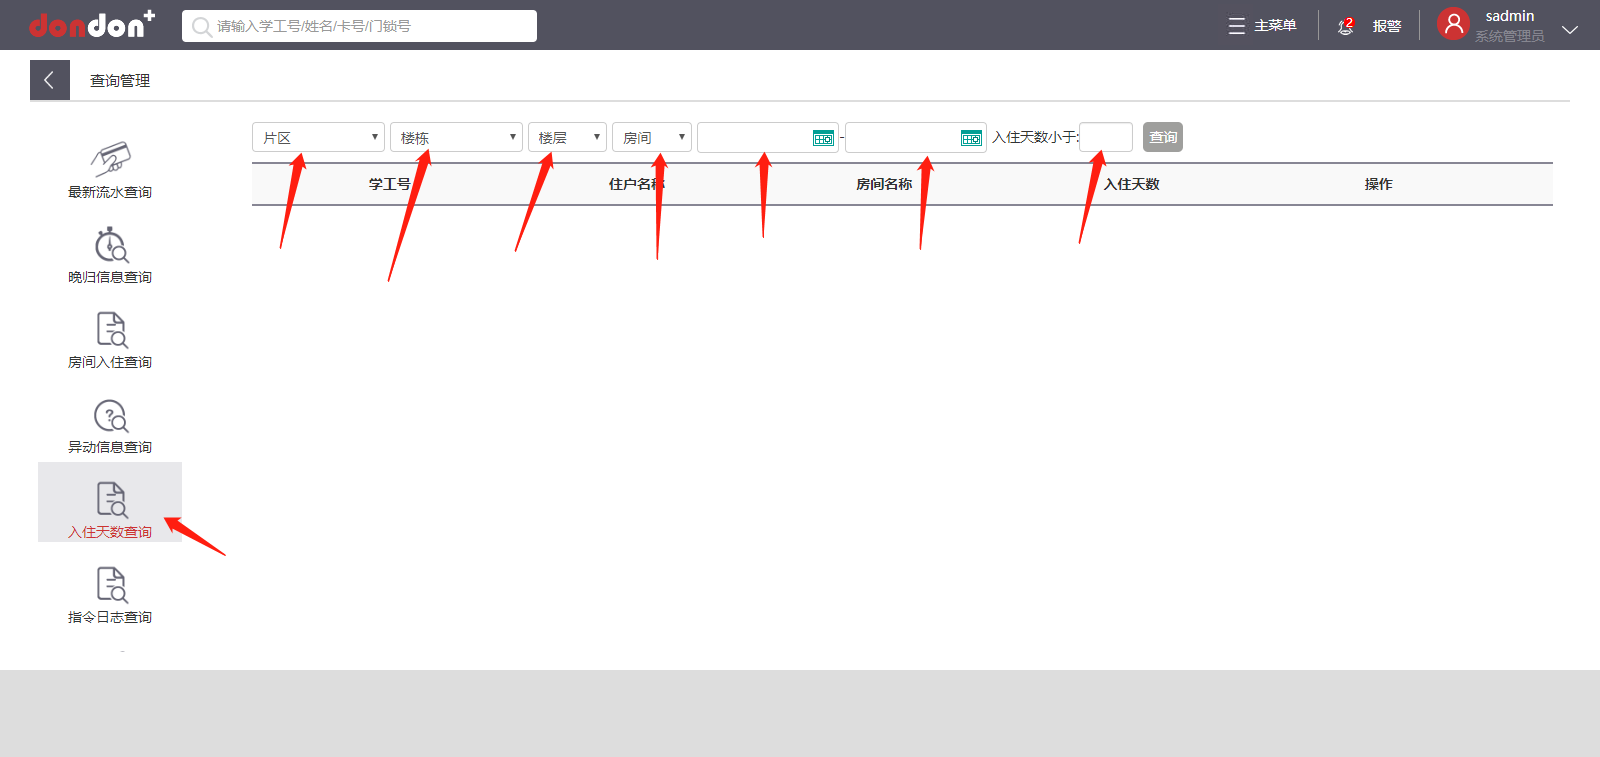 dondon+
请输入学工号/姓名/卡号/门锁号
主菜单
2
报警
sadmin
系统管理员
查询管理
片区
楼栋
楼层
房间
-
入住天数小于:
查询
学工号
住户名称
房间名称
入住天数
操作
最新流水查询
晚归信息查询
房间入住查询
异动信息查询
入住天数查询
指令日志查询